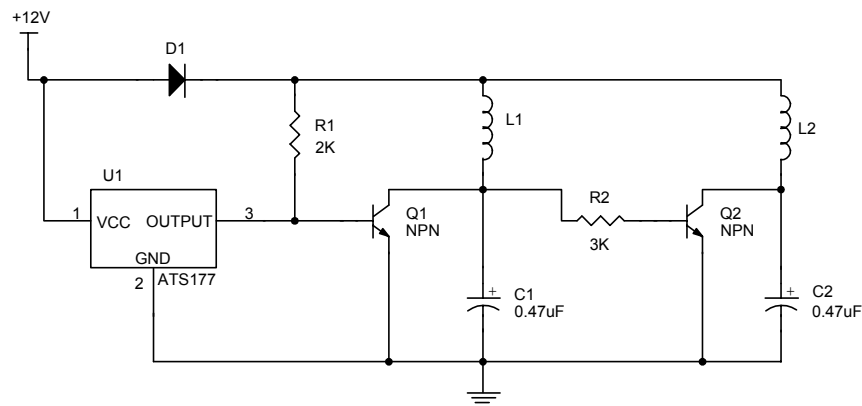 +12V
D1
R1
2K
L1
L2
U1
1
VCC
OUTPUT
3
GND
2
ATS177
Q1
NPN
R2
3K
Q2
NPN
+
C1
0.47uF
+
C2
0.47uF